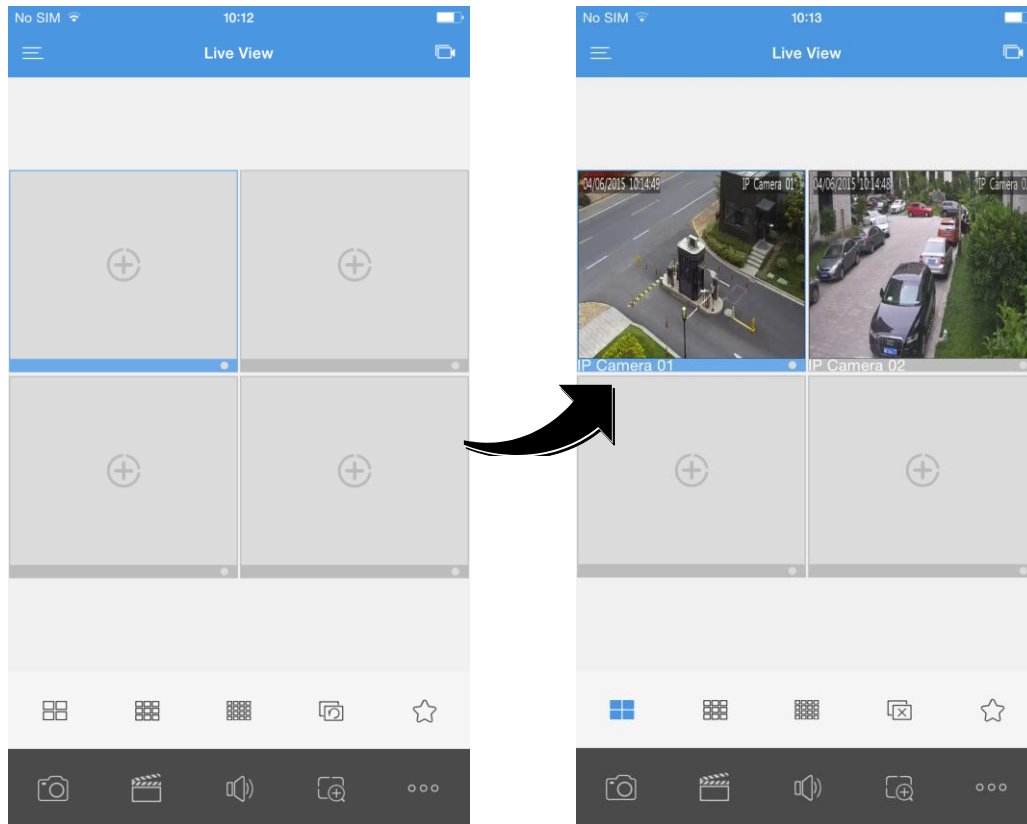 No SIM 10:12
Live View
No SIM 10:13
Live View
04/06/2015 10:14:49 IP Camera 01
04/06/2015 10:14:48 IP Camera
IP Camera 01
IP Camera 02